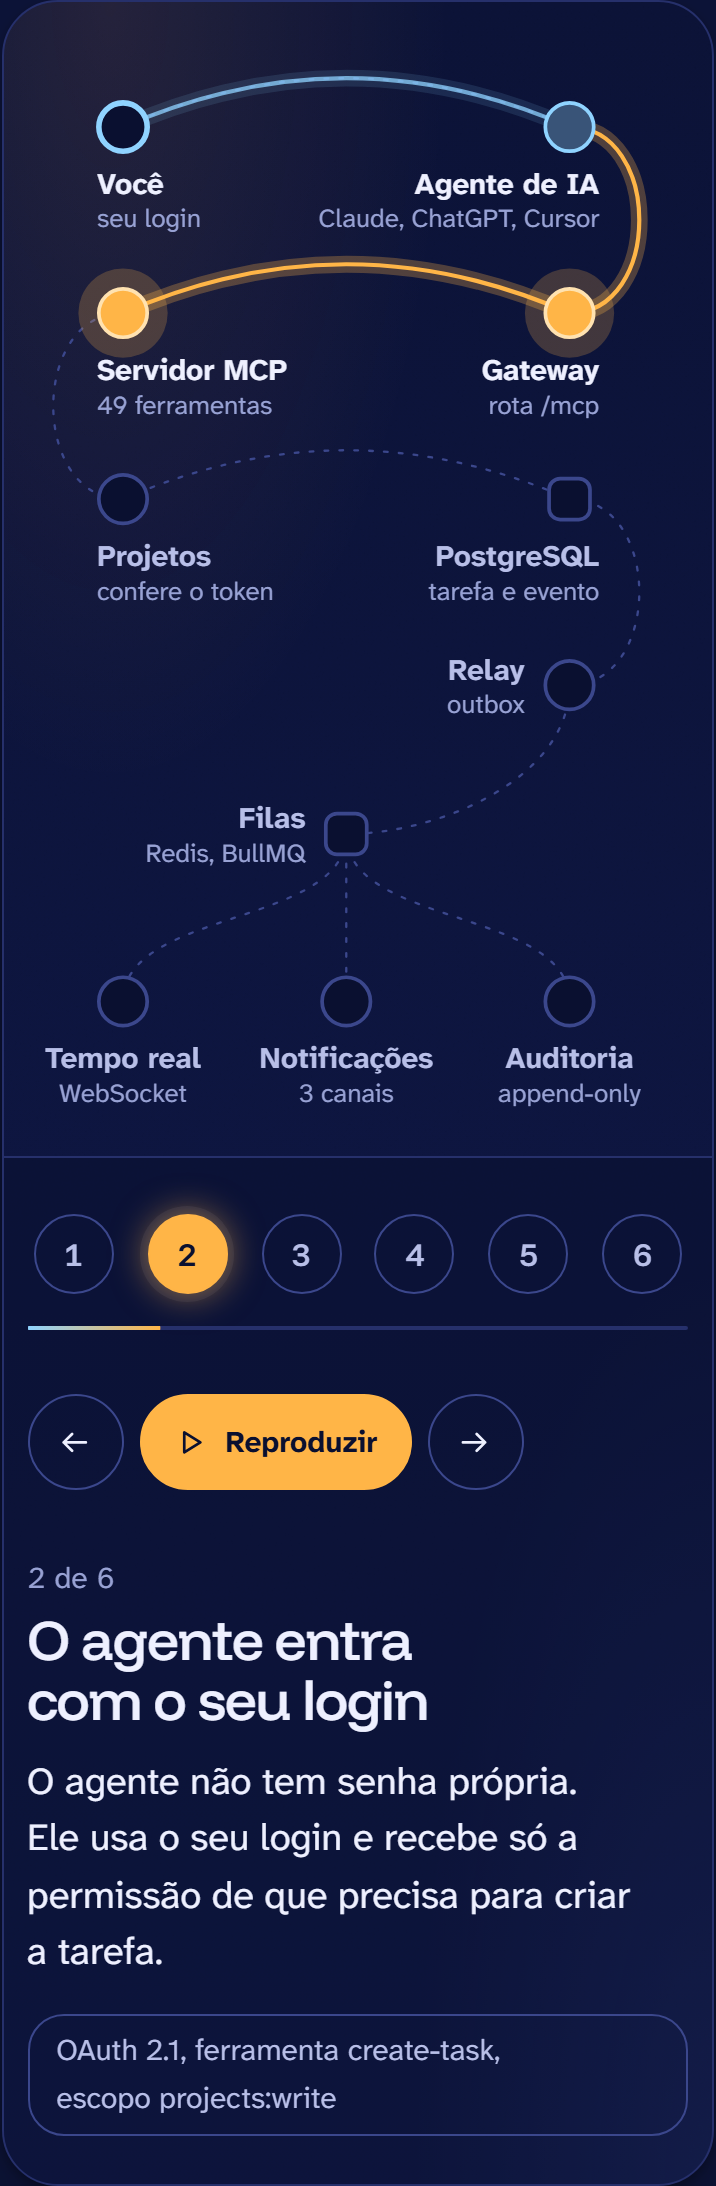 Você
seu login
Agente de IA
Claude, ChatGPT, Cursor
Servidor MCP
49 ferramentas
Gateway
rota /mcp
Projetos
confere o token
PostgreSQL
tarefa e evento
Relay
outbox
Filas
Redis, BullMQ
Tempo real
WebSocket
Notificações
3 canais
Auditoria
append-only
1 2 3 4 5 6
Reproduzir
2 de 6
O agente entra
com o seu login
O agente não tem senha própria.
Ele usa o seu login e recebe só a
permissão de que precisa para criar
a tarefa.
OAuth 2.1, ferramenta create-task,
escopo projects:write